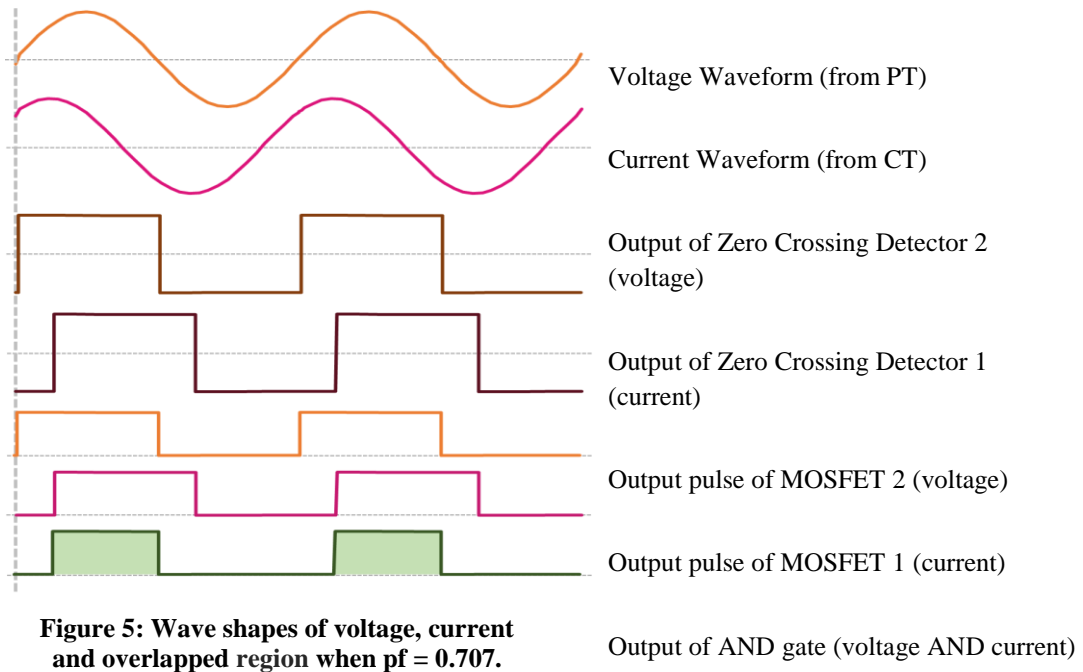 Voltage Waveform (from PT)
Current Waveform (from CT)
Output of Zero Crossing Detector 2
(voltage)
Output of Zero Crossing Detector 1
(current)
Output pulse of MOSFET 2 (voltage)
Output pulse of MOSFET 1 (current)
Output of AND gate (voltage AND current)
Figure 5: Wave shapes of voltage, current
and overlapped region when pf = 0.707.